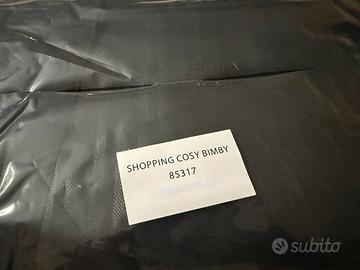 SHOPPING COSY BIMBY
85317
subito